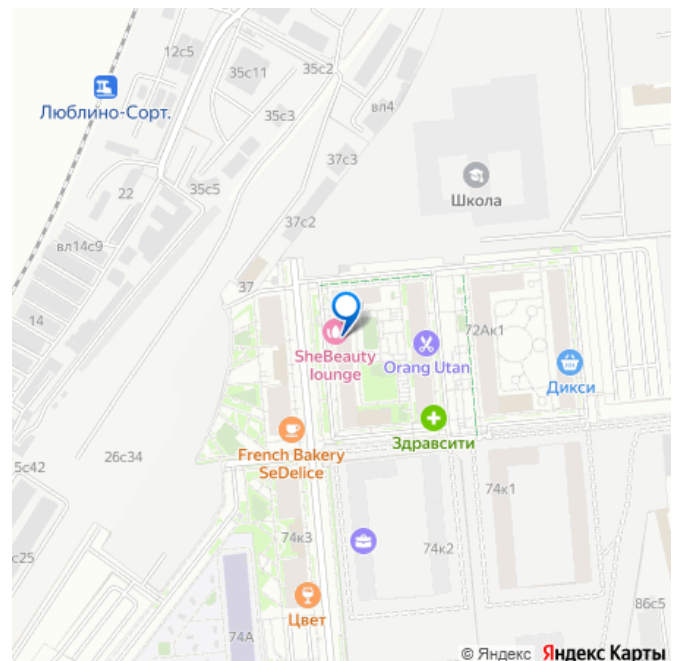 12с5
35с11
35с2
Люблино-Сорт.
35с3
вл4
37с3
Школа
35с5
22
37с2
вл14с9
37
14
SheBeauty
lounge
72Ак1
Orang Utan
Дикси
Здравсити
French Bakery
SeDelice
26с34
5с42
74к1
74к3
74к2
с25
86с5
Цвет
74А
© Яндекс Яндекс Карты